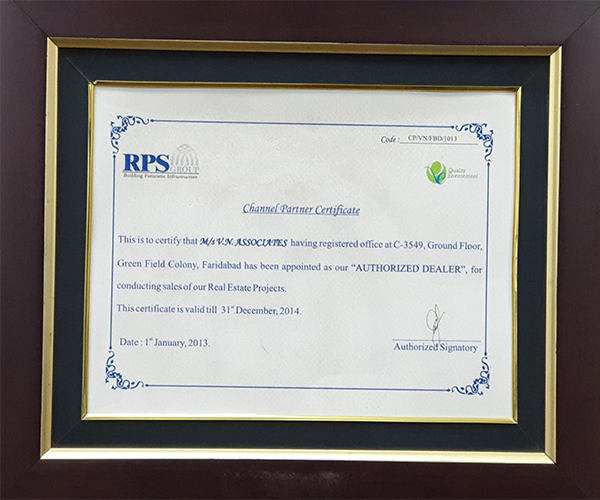 Code : CP/VN/FBD/1013
RPS GROUP
Building Futuristic Infrastructure
Quality
Environment
Channel Partner Certificate
This is to certify that M/s V.N. ASSOCIATES having registered office at C-3549, Ground Floor,
Green Field Colony, Faridabad has been appointed as our “AUTHORIZED DEALER”, for
conducting sales of our Real Estate Projects.
This certificate is valid till 31st December, 2014.
Date : 1st January, 2013.
Authorized Signatory